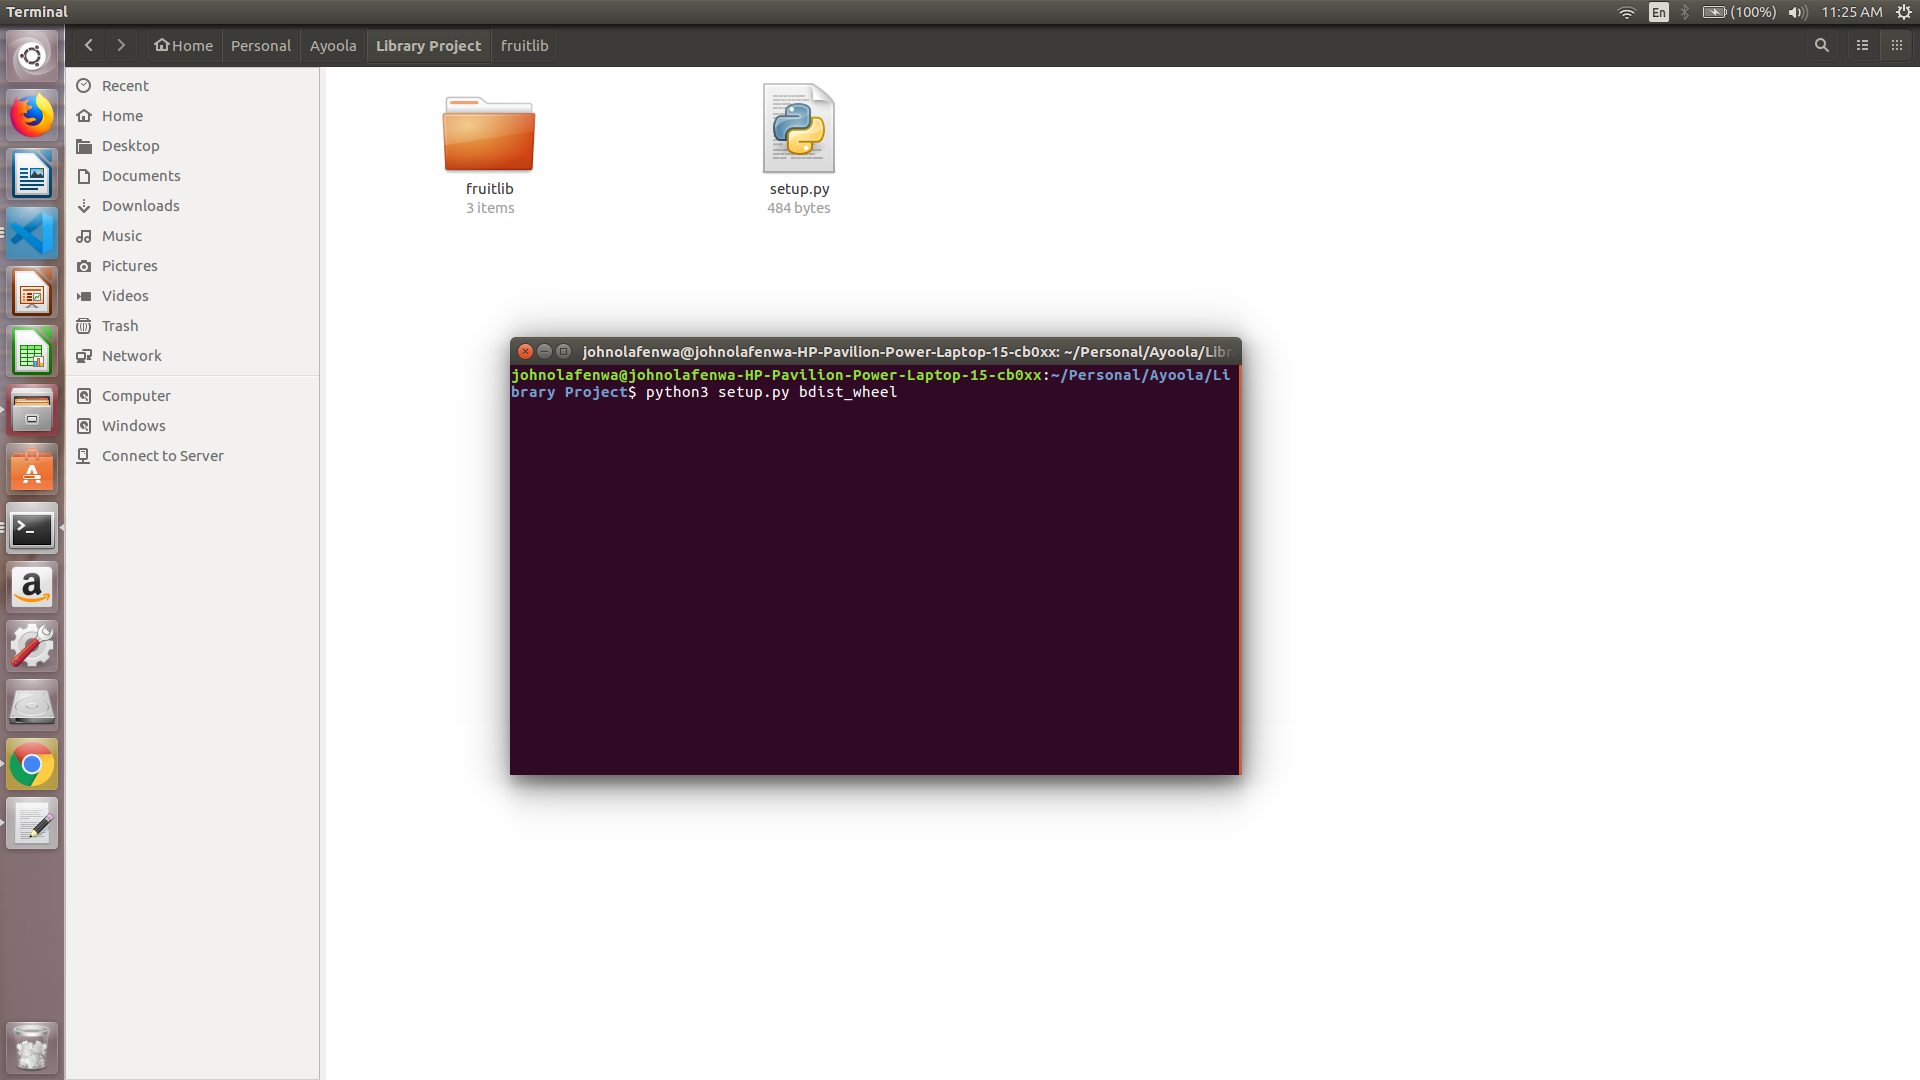 Terminal
En
(100%)
11:25 AM
Home
Personal
Ayoola
Library Project
fruitlib
Recent
Home
Desktop
Documents
Downloads
Music
Pictures
Videos
Trash
Network
Computer
Windows
Connect to Server
fruitlib
3 items
setup.py
484 bytes
johnolafenwa@johnolafenwa-HP-Pavilion-Power-Laptop-15-cb0xx: ~/Personal/Ayoola/Libr
johnolafenwa@johnolafenwa-HP-Pavilion-Power-Laptop-15-cb0xx:~/Personal/Ayoola/Li
brary Project$ python3 setup.py bdist_wheel